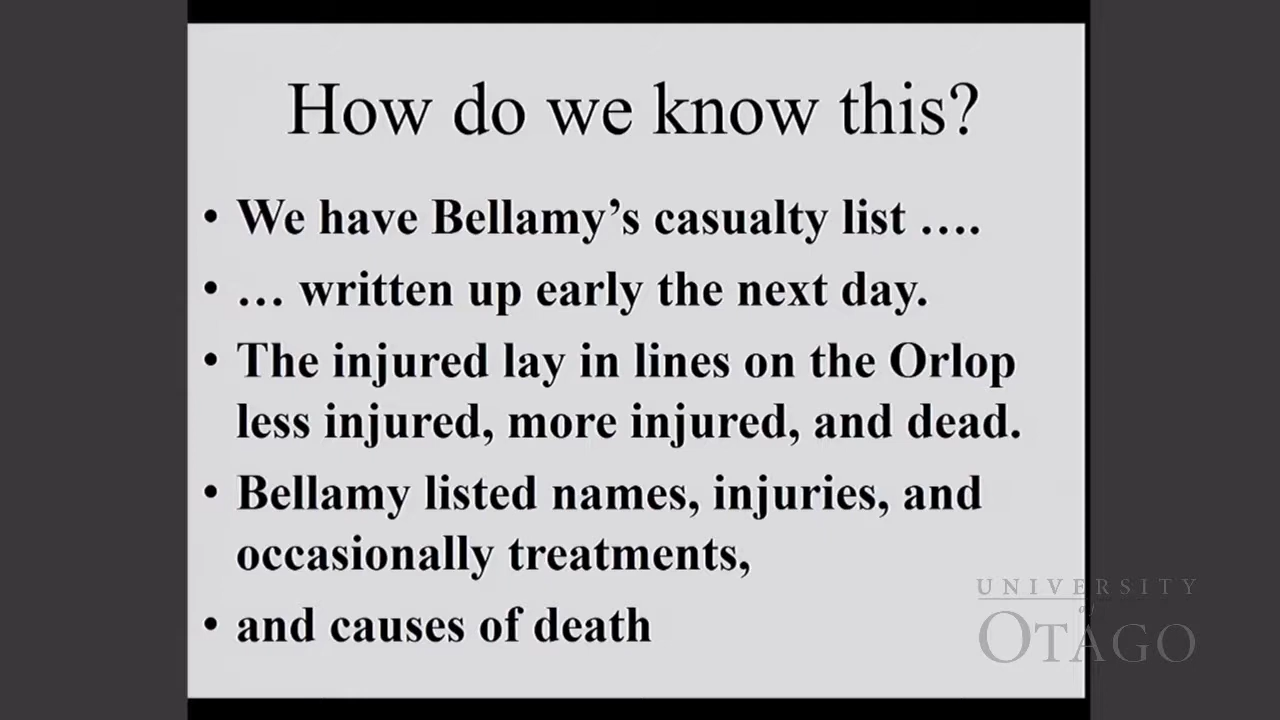 How do we know this?
• We have Bellamy’s casualty list ….
• … written up early the next day.
• The injured lay in lines on the Orlop
less injured, more injured, and dead.
• Bellamy listed names, injuries, and
occasionally treatments,
• and causes of death
UNIVERSITY
of
OTAGO